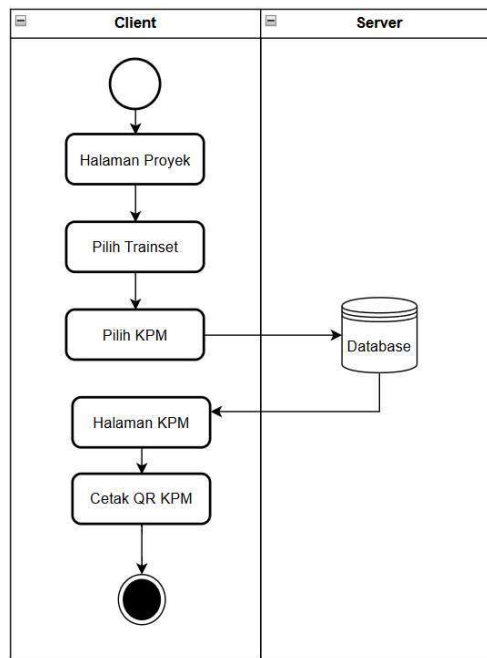 Client
Server
Halaman Proyek
Pilih Trainset
Pilih KPM
Database
Halaman KPM
Cetak QR KPM